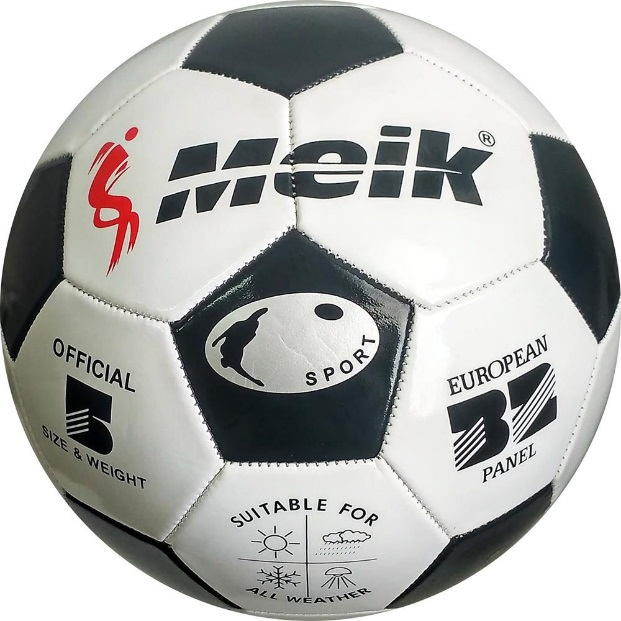 Meik®
SPORT
OFFICIAL
5
SIZE & WEIGHT
EUROPEAN
32
PANEL
SUITABLE FOR
ALL WEATHER